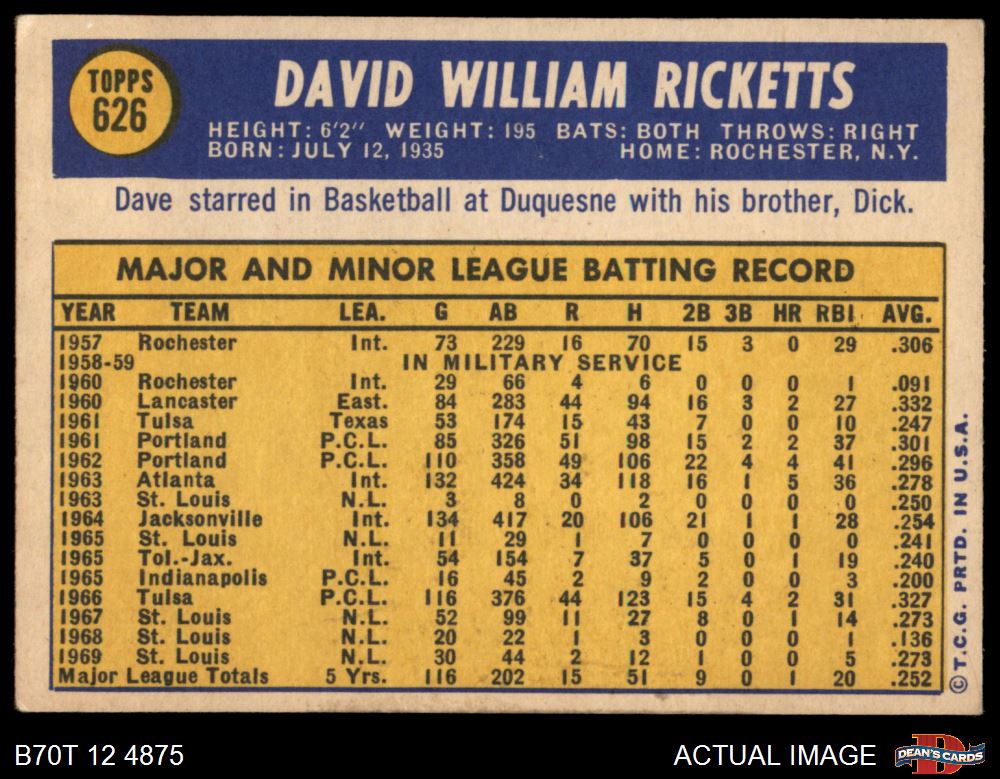 TOPPS
626
DAVID WILLIAM RICKETTS
HEIGHT: 6'2" WEIGHT: 195 BATS: BOTH THROWS: RIGHT
BORN: JULY 12, 1935 HOME: ROCHESTER, N.Y.
Dave starred in Basketball at Duquesne with his brother, Dick.
MAJOR AND MINOR LEAGUE BATTING RECORD
YEAR TEAM LEA. G AB R H 2B 3B HR RBI AVG.
1957 Rochester Int. 73 229 16 70 15 3 0 29 .306
1958-59 IN MILITARY SERVICE
1960 Rochester Int. 29 66 4 6 0 0 0 1 .091
1960 Lancaster East. 84 283 44 94 16 3 2 27 .332
1961 Tulsa Texas 53 174 15 43 7 0 0 10 .247
1961 Portland P.C.L. 85 326 51 98 15 2 2 37 .301
1962 Portland P.C.L. 110 358 49 106 22 4 4 41 .296
1963 Atlanta Int. 132 424 34 118 16 1 5 36 .278
1963 St. Louis N.L. 3 8 0 2 0 0 0 0 .250
1964 Jacksonville Int. 134 417 20 106 21 1 1 28 .254
1965 St. Louis N.L. 11 29 1 7 0 0 0 0 .241
1965 Tol.-Jax. Int. 54 154 7 37 5 0 1 19 .240
1965 Indianapolis P.C.L. 16 45 2 9 2 0 0 3 .200
1966 Tulsa P.C.L. 116 376 44 123 15 4 2 31 .327
1967 St. Louis N.L. 52 99 11 27 8 0 1 14 .273
1968 St. Louis N.L. 20 22 1 3 0 0 0 1 .136
1969 St. Louis N.L. 30 44 2 12 1 0 0 5 .273
Major League Totals 5 Yrs. 116 202 15 51 9 0 1 20 .252
© T.C.G. PRTD. IN U.S.A.
B70T 12 4875
ACTUAL IMAGE
DEAN'S CARDS